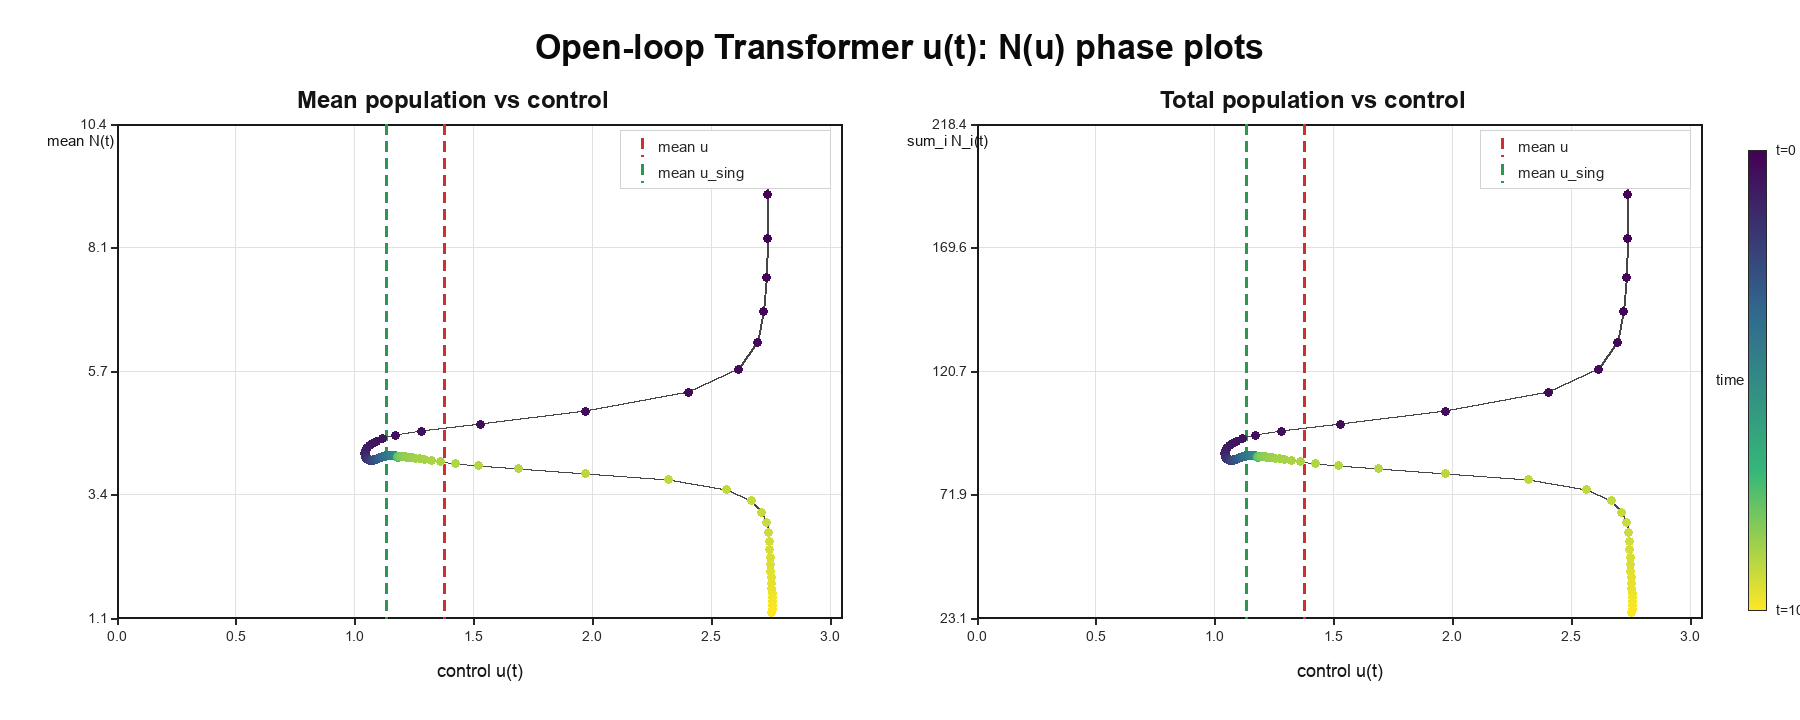 Open-loop Transformer u(t): N(u) phase plots
Mean population vs control
Total population vs control
10.4
mean N(t)
mean u
mean u_sing
8.1
5.7
3.4
1.1
0.0
0.5
1.0
1.5
2.0
2.5
3.0
control u(t)
218.4
sum_i N_i(t)
mean u
mean u_sing
169.6
120.7
71.9
23.1
0.0
0.5
1.0
1.5
2.0
2.5
3.0
control u(t)
t=0
time
t=10